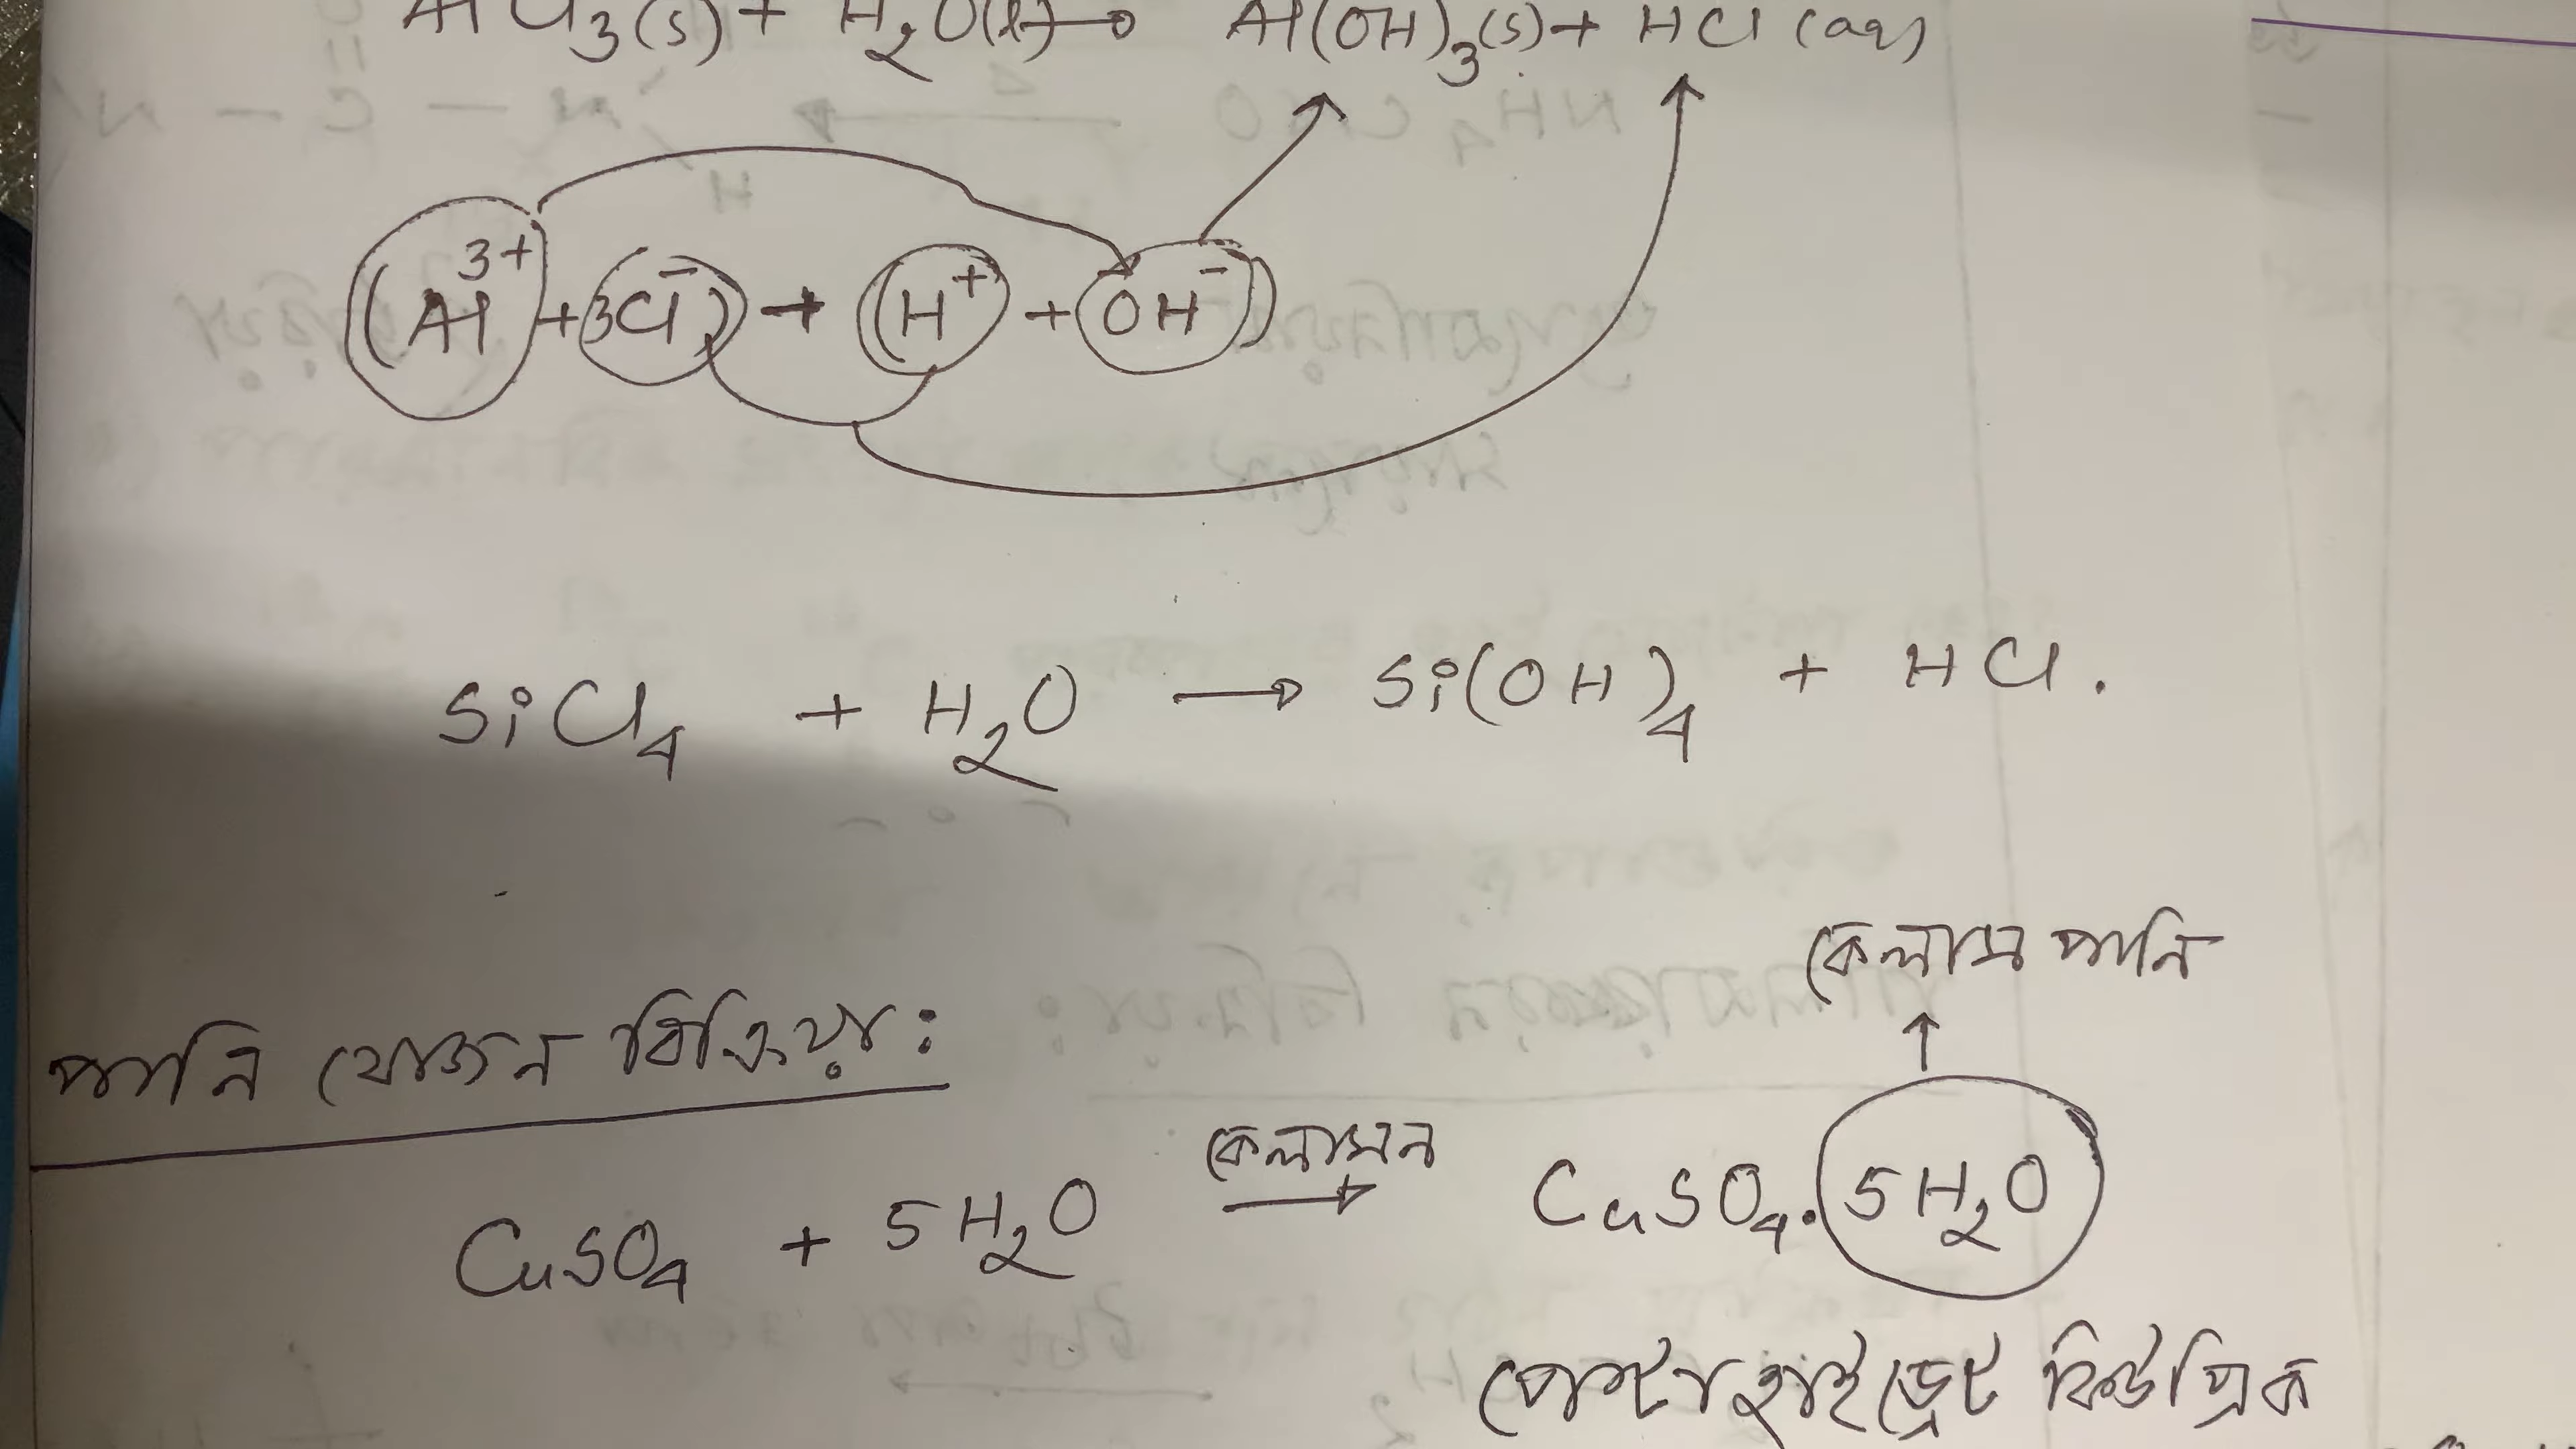 AlCl₃(s) + H₂O(l) → Al(OH)₃(s) + HCl (aq)
(Al³⁺ + 3Cl⁻) + (H⁺ + OH⁻)
SiCl₄ + H₂O → Si(OH)₄ + HCl.
কেলাস পানি
পানি যোজন বিক্রিয়া:
কেলাসন
CuSO₄ + 5H₂O → CuSO₄.5H₂O
পেন্টাহাইড্রেট কিউপ্রিক